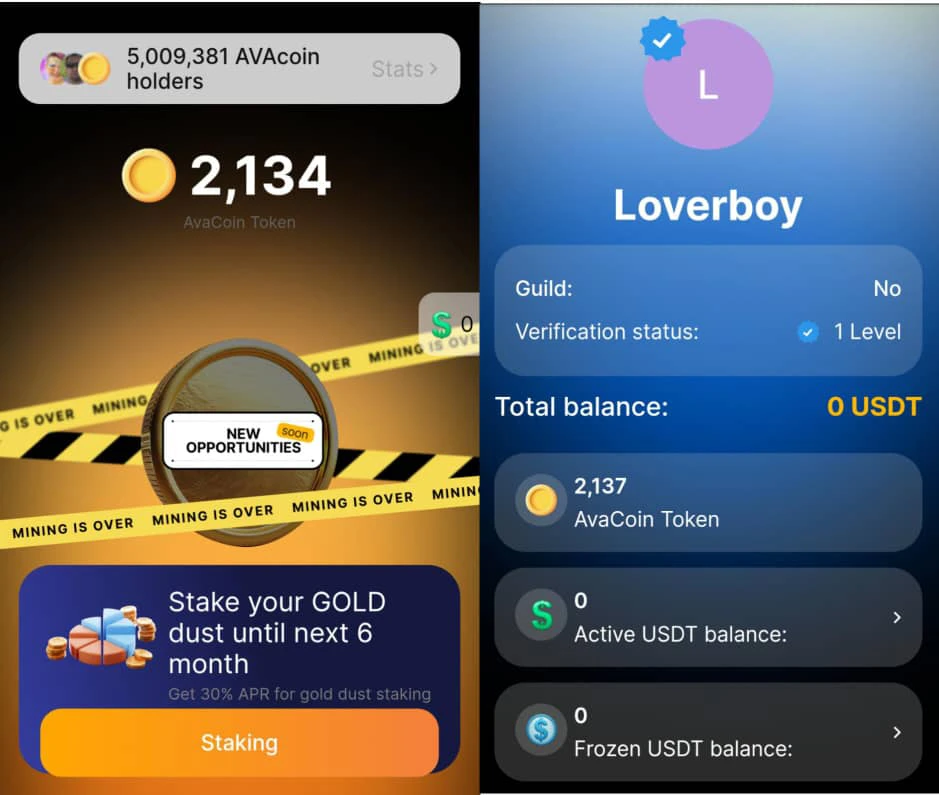 5,009,381 AVAcoin
holders
Stats
2,134
AvaCoin Token
0
MINING IS OVER
G IS OVER MINING
OVER MINING IS OVE
NEW
OPPORTUNITIES
soon
MINING IS OVER MINING IS OVER MINING IS OVER MININ
Stake your GOLD
dust until next 6
month
Get 30% APR for gold dust staking
Staking
L
Loverboy
Guild: No
Verification status: 1 Level
Total balance: 0 USDT
2,137
AvaCoin Token
0
Active USDT balance:
0
Frozen USDT balance: